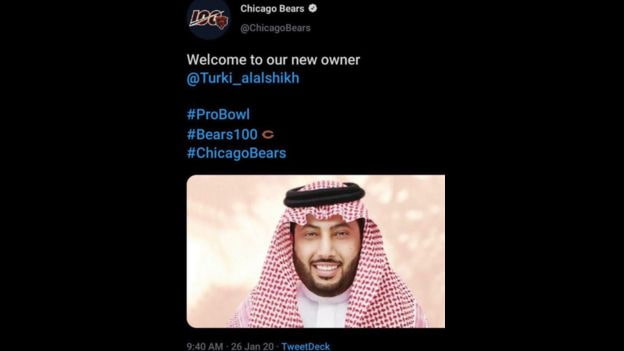 100
Chicago Bears
@ChicagoBears
Welcome to our new owner
@Turki_alalshikh
#ProBowl
#Bears100
#ChicagoBears
9:40 AM · 26 Jan 20 · TweetDeck